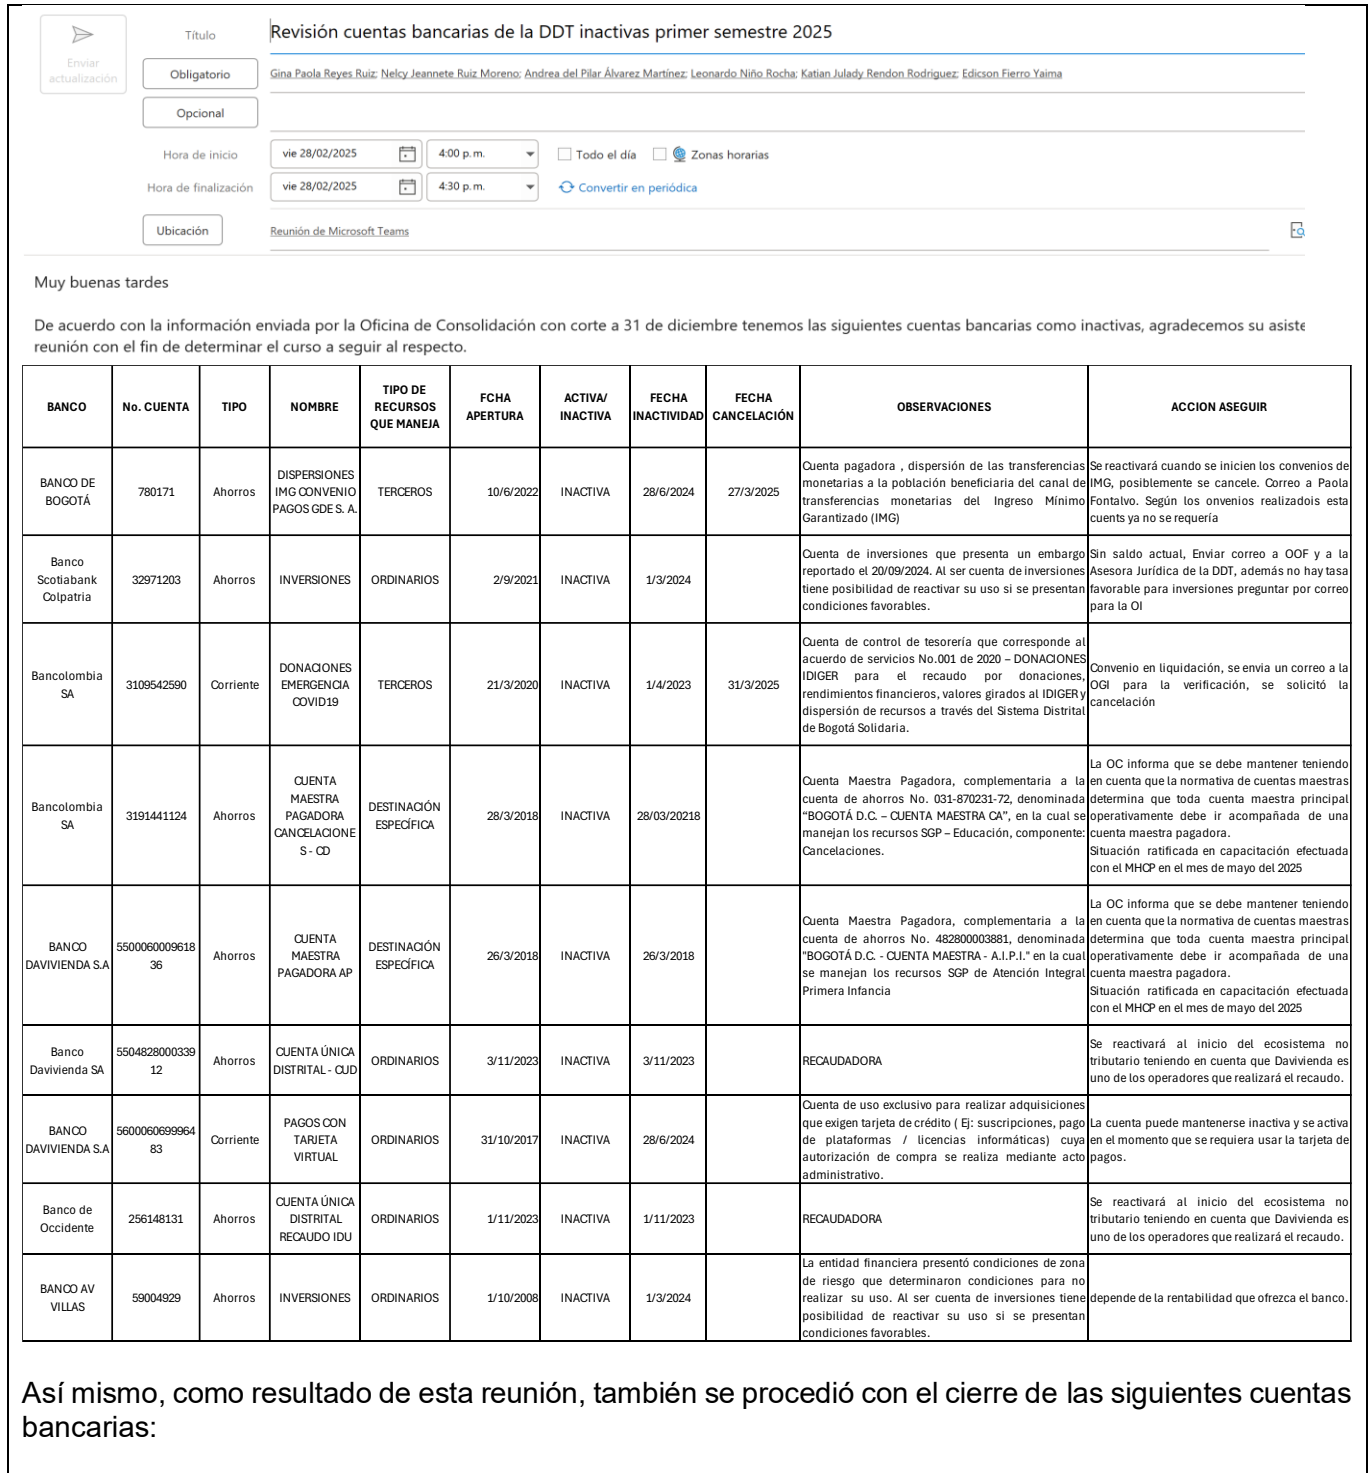 Enviar
actualización
Título
Revisión cuentas bancarias de la DDT inactivas primer semestre 2025
Obligatorio
Gina Paola Reyes Ruiz; Nelcy Jeannete Ruiz Moreno; Andrea del Pilar Álvarez Martínez; Leonardo Niño Rocha; Katian Julady Rendon Rodriguez; Edicson Fierro Yaima
Opcional
Hora de inicio
vie 28/02/2025
4:00 p. m.
Todo el día
Zonas horarias
Hora de finalización
vie 28/02/2025
4:30 p. m.
Convertir en periódica
Ubicación
Reunión de Microsoft Teams
Muy buenas tardes
De acuerdo con la información enviada por la Oficina de Consolidación con corte a 31 de diciembre tenemos las siguientes cuentas bancarias como inactivas, agradecemos su asiste
reunión con el fin de determinar el curso a seguir al respecto.
BANCO
No. CUENTA
TIPO
NOMBRE
TIPO DE
RECURSOS
QUE MANEJA
FCHA
APERTURA
ACTIVA/
INACTIVA
FECHA
INACTIVIDAD
FECHA
CANCELACIÓN
OBSERVACIONES
ACCION ASEGUIR
BANCO DE
BOGOTÁ
780171
Ahorros
DISPERSIONES
IMG CONVENIO
PAGOS GDE S. A.
TERCEROS
10/6/2022
INACTIVA
28/6/2024
27/3/2025
Cuenta pagadora , dispersión de las transferencias
monetarias a la población beneficiaria del canal de
transferencias monetarias del Ingreso Mínimo
Garantizado (IMG)
Se reactivará cuando se inicien los convenios de
IMG, posiblemente se cancele. Correo a Paola
Fontalvo. Según los onvenios realizadois esta
cuents ya no se requería
Banco
Scotiabank
Colpatria
32971203
Ahorros
INVERSIONES
ORDINARIOS
2/9/2021
INACTIVA
1/3/2024
Cuenta de inversiones que presenta un embargo
reportado el 20/09/2024. Al ser cuenta de inversiones
tiene posibilidad de reactivar su uso si se presentan
condiciones favorables.
Sin saldo actual, Enviar correo a OOF y a la
Asesora Jurídica de la DDT, además no hay tasa
favorable para inversiones preguntar por correo
para la OI
Bancolombia
SA
3109542590
Corriente
DONACIONES
EMERGENCIA
COVID19
TERCEROS
21/3/2020
INACTIVA
1/4/2023
31/3/2025
Cuenta de control de tesorería que corresponde al
acuerdo de servicios No.001 de 2020 – DONACIONES
IDIGER para el recaudo por donaciones,
rendimientos financieros, valores girados al IDIGER y
dispersión de recursos a través del Sistema Distrital
de Bogotá Solidaria.
Convenio en liquidación, se envia un correo a la
OGI para la verificación, se solicitó la
cancelación
Bancolombia
SA
3191441124
Ahorros
CUENTA
MAESTRA
PAGADORA
CANCELACIONE
S - CD
DESTINACIÓN
ESPECÍFICA
28/3/2018
INACTIVA
28/03/20218
Cuenta Maestra Pagadora, complementaria a la
cuenta de ahorros No. 031-870231-72, denominada
“BOGOTÁ D.C. – CUENTA MAESTRA CA”, en la cual se
manejan los recursos SGP – Educación, componente:
Cancelaciones.
La OC informa que se debe mantener teniendo
en cuenta que la normativa de cuentas maestras
determina que toda cuenta maestra principal
operativamente debe ir acompañada de una
cuenta maestra pagadora.
Situación ratificada en capacitación efectuada
con el MHCP en el mes de mayo del 2025
BANCO
DAVIVIENDA S.A
5500060009618
36
Ahorros
CUENTA
MAESTRA
PAGADORA AP
DESTINACIÓN
ESPECÍFICA
26/3/2018
INACTIVA
26/3/2018
Cuenta Maestra Pagadora, complementaria a la
cuenta de ahorros No. 482800003881, denominada
"BOGOTÁ D.C. - CUENTA MAESTRA - A.I.P.I." en la cual
se manejan los recursos SGP de Atención Integral
Primera Infancia
La OC informa que se debe mantener teniendo
en cuenta que la normativa de cuentas maestras
determina que toda cuenta maestra principal
operativamente debe ir acompañada de una
cuenta maestra pagadora.
Situación ratificada en capacitación efectuada
con el MHCP en el mes de mayo del 2025
Banco
Davivienda SA
5504828000339
12
Ahorros
CUENTA ÚNICA
DISTRITAL - CUD
ORDINARIOS
3/11/2023
INACTIVA
3/11/2023
RECAUDADORA
Se reactivará al inicio del ecosistema no
tributario teniendo en cuenta que Davivienda es
uno de los operadores que realizará el recaudo.
BANCO
DAVIVIENDA S.A
5600060699964
83
Corriente
PAGOS CON
TARJETA
VIRTUAL
ORDINARIOS
31/10/2017
INACTIVA
28/6/2024
Cuenta de uso exclusivo para realizar adquisiciones
que exigen tarjeta de crédito ( Ej: suscripciones, pago
de plataformas / licencias informáticas) cuya
autorización de compra se realiza mediante acto
administrativo.
La cuenta puede mantenerse inactiva y se activa
en el momento que se requiera usar la tarjeta de
pagos.
Banco de
Occidente
256148131
Ahorros
CUENTA ÚNICA
DISTRITAL
RECAUDO IDU
ORDINARIOS
1/11/2023
INACTIVA
1/11/2023
RECAUDADORA
Se reactivará al inicio del ecosistema no
tributario teniendo en cuenta que Davivienda es
uno de los operadores que realizará el recaudo.
BANCO AV
VILLAS
59004929
Ahorros
INVERSIONES
ORDINARIOS
1/10/2008
INACTIVA
1/3/2024
La entidad financiera presentó condiciones de zona
de riesgo que determinaron condiciones para no
realizar su uso. Al ser cuenta de inversiones tiene
posibilidad de reactivar su uso si se presentan
condiciones favorables.
depende de la rentabilidad que ofrezca el banco.
Así mismo, como resultado de esta reunión, también se procedió con el cierre de las siguientes cuentas
bancarias: